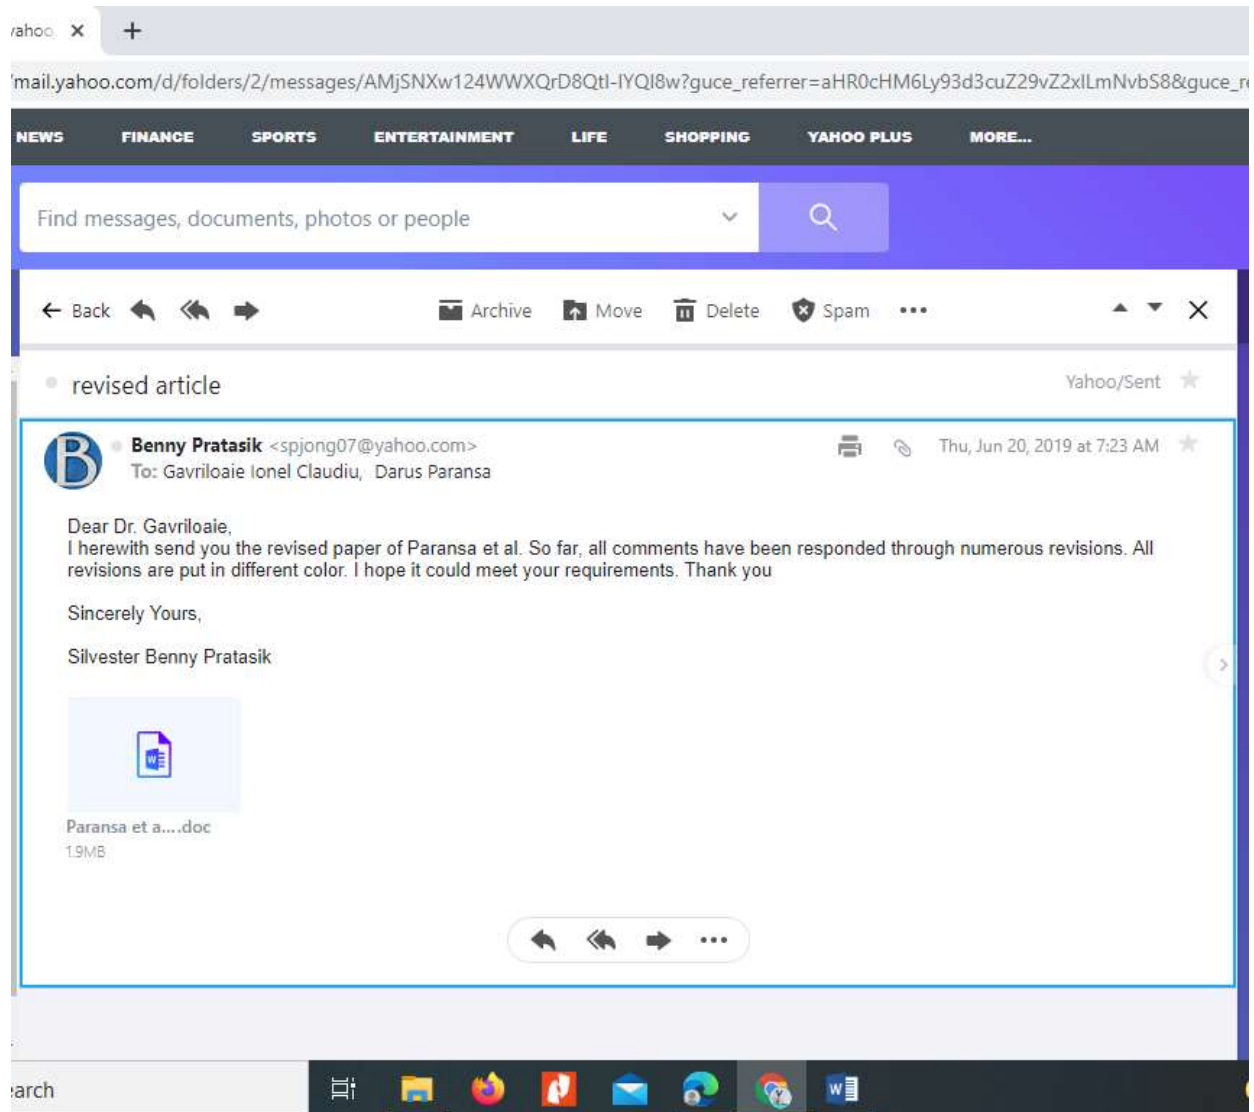 yahoo
mail.yahoo.com/d/folders/2/messages/AMjSNXw124WWXQrD8QtI-IYQI8w?guce_referrer=aHR0cHM6Ly93d3cuZ29vZ2xlLmNvbS8&guce_re
NEWS FINANCE SPORTS ENTERTAINMENT LIFE SHOPPING YAHOO PLUS MORE...
Find messages, documents, photos or people
Back Archive Move Delete Spam
revised article Yahoo/Sent
B Benny Pratasik <spjong07@yahoo.com> Thu, Jun 20, 2019 at 7:23 AM
To: Gavriloaie Ionel Claudiu, Darus Paransa
Dear Dr. Gavriloaie,
I herewith send you the revised paper of Paransa et al. So far, all comments have been responded through numerous revisions. All
revisions are put in different color. I hope it could meet your requirements. Thank you
Sincerely Yours,
Silvester Benny Pratasik
Paransa et a....doc
1.9MB
earch